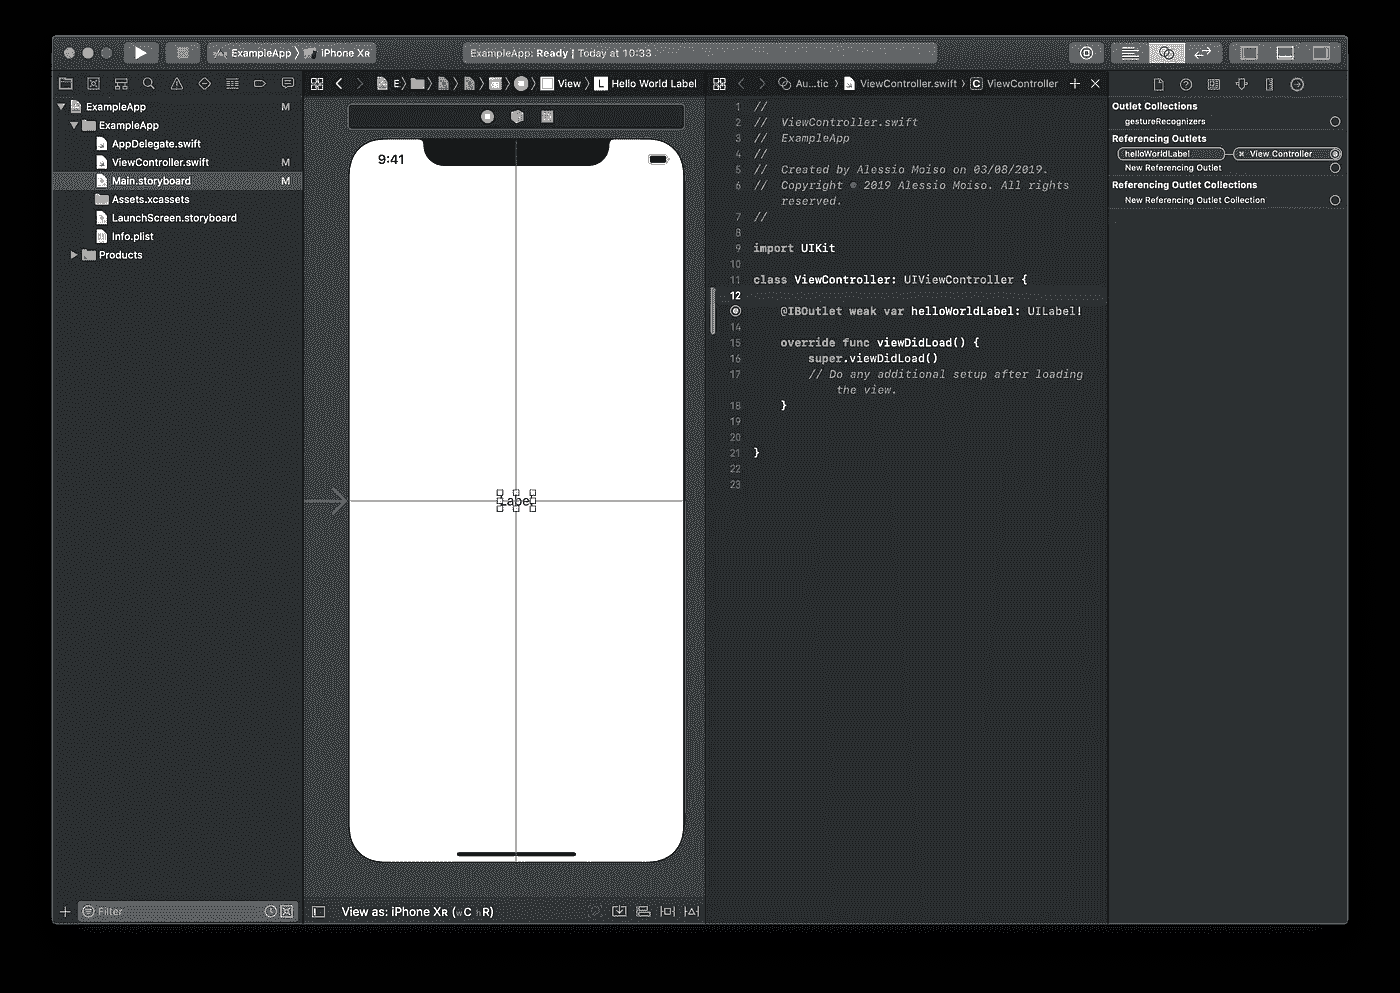 ExampleApp
iPhone XR
ExampleApp: Ready | Today at 10:33
E
View
Hello World Label
Au...tic
ViewController.swift
C
ViewController
ExampleApp
M
ExampleApp
AppDelegate.swift
ViewController.swift
M
Main.storyboard
M
Assets.xcassets
LaunchScreen.storyboard
Info.plist
Products
Filter
9:41
Label
View as: iPhone XR (wC hR)
1 //
2 // ViewController.swift
3 // ExampleApp
4 //
5 // Created by Alessio Moiso on 03/08/2019.
6 // Copyright © 2019 Alessio Moiso. All rights
reserved.
7 //
8
9 import UIKit
10
11 class ViewController: UIViewController {
12
@IBOutlet weak var helloWorldLabel: UILabel!
14
15 override func viewDidLoad() {
16 super.viewDidLoad()
17 // Do any additional setup after loading
the view.
18 }
19
20
21 }
22
23
Outlet Collections
gestureRecognizers
Referencing Outlets
helloWorldLabel
View Controller
New Referencing Outlet
Referencing Outlet Collections
New Referencing Outlet Collection